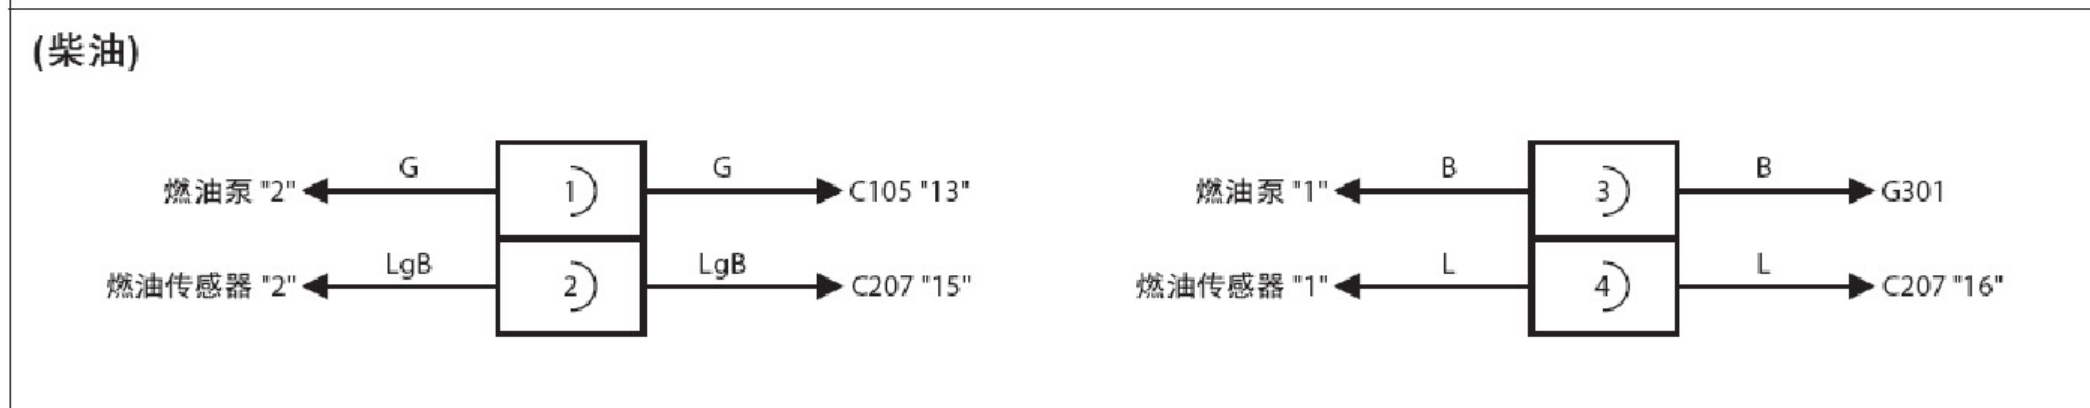 (柴油)
燃油泵 "2" G 1 G C105 "13"
燃油传感器 "2" LgB 2 LgB C207 "15"
燃油泵 "1" B 3 B G301
燃油传感器 "1" L 4 L C207 "16"